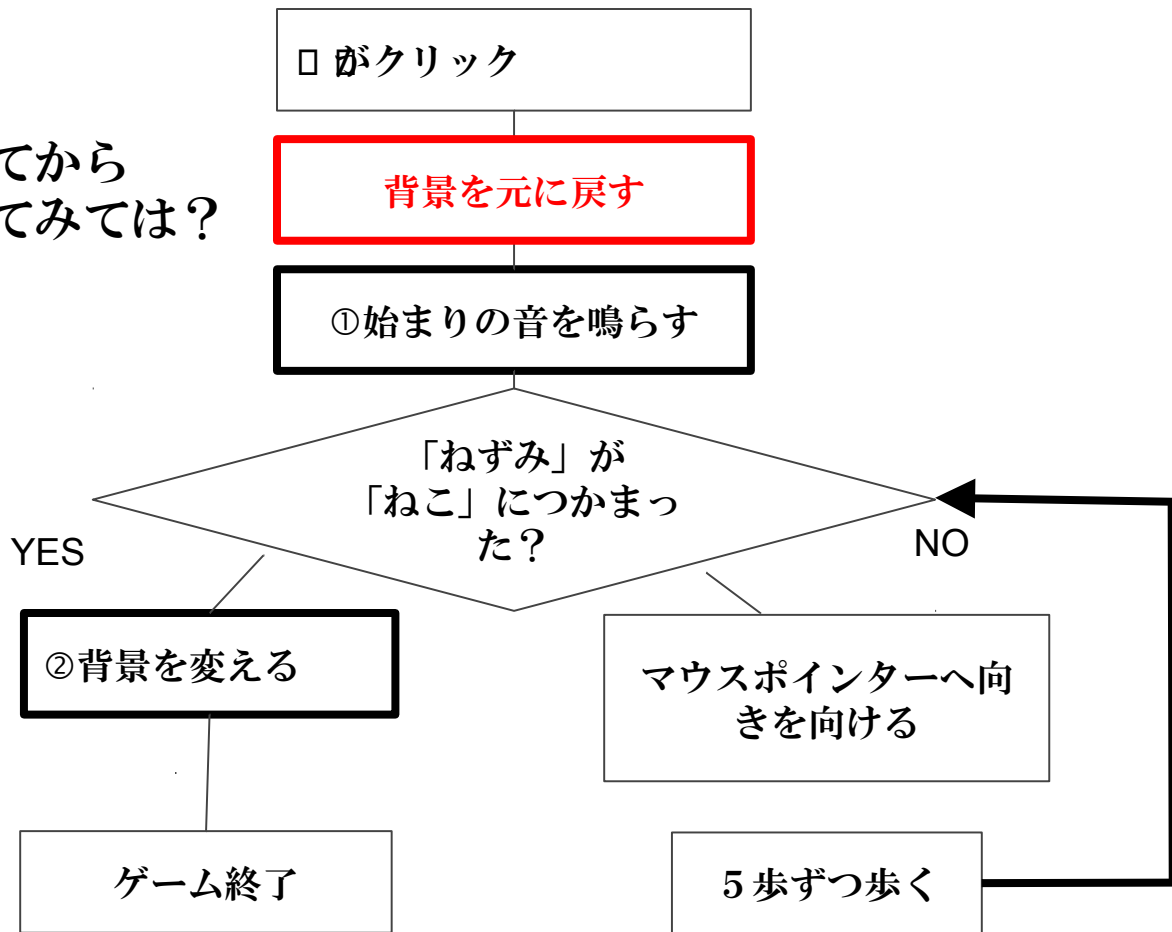 がクリック
てから
てみては？
背景を元に戻す
①始まりの音を鳴らす
「ねずみ」が
「ねこ」につかまっ
た？
YES
NO
②背景を変える
マウスポインターへ向
きを向ける
ゲーム終了
５歩ずつ歩く